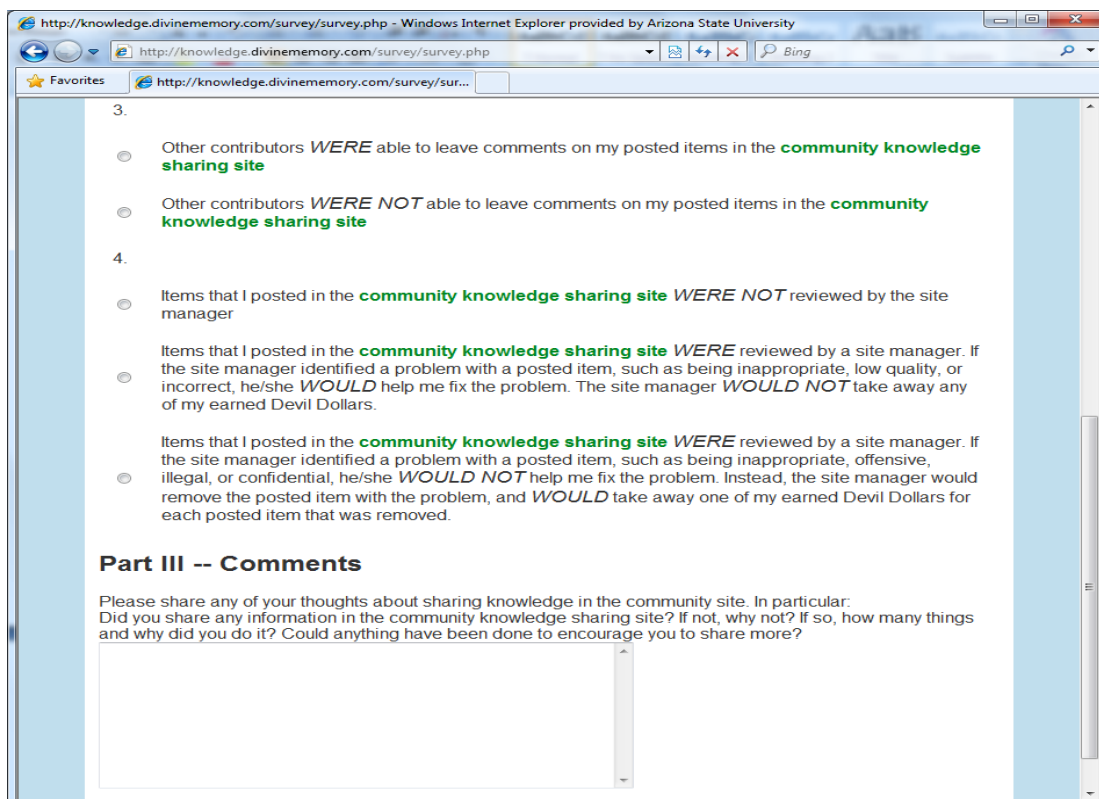 http://knowledge.divinememory.com/survey/survey.php - Windows Internet Explorer provided by Arizona State University
http://knowledge.divinememory.com/survey/survey.php
Bing
Favorites
http://knowledge.divinememory.com/survey/sur...
3.
Other contributors WERE able to leave comments on my posted items in the community knowledge
sharing site
Other contributors WERE NOT able to leave comments on my posted items in the community
knowledge sharing site
4.
Items that I posted in the community knowledge sharing site WERE NOT reviewed by the site
manager
Items that I posted in the community knowledge sharing site WERE reviewed by a site manager. If
the site manager identified a problem with a posted item, such as being inappropriate, low quality, or
incorrect, he/she WOULD help me fix the problem. The site manager WOULD NOT take away any
of my earned Devil Dollars.
Items that I posted in the community knowledge sharing site WERE reviewed by a site manager. If
the site manager identified a problem with a posted item, such as being inappropriate, offensive,
illegal, or confidential, he/she WOULD NOT help me fix the problem. Instead, the site manager would
remove the posted item with the problem, and WOULD take away one of my earned Devil Dollars for
each posted item that was removed.
Part III -- Comments
Please share any of your thoughts about sharing knowledge in the community site. In particular:
Did you share any information in the community knowledge sharing site? If not, why not? If so, how many things
and why did you do it? Could anything have been done to encourage you to share more?